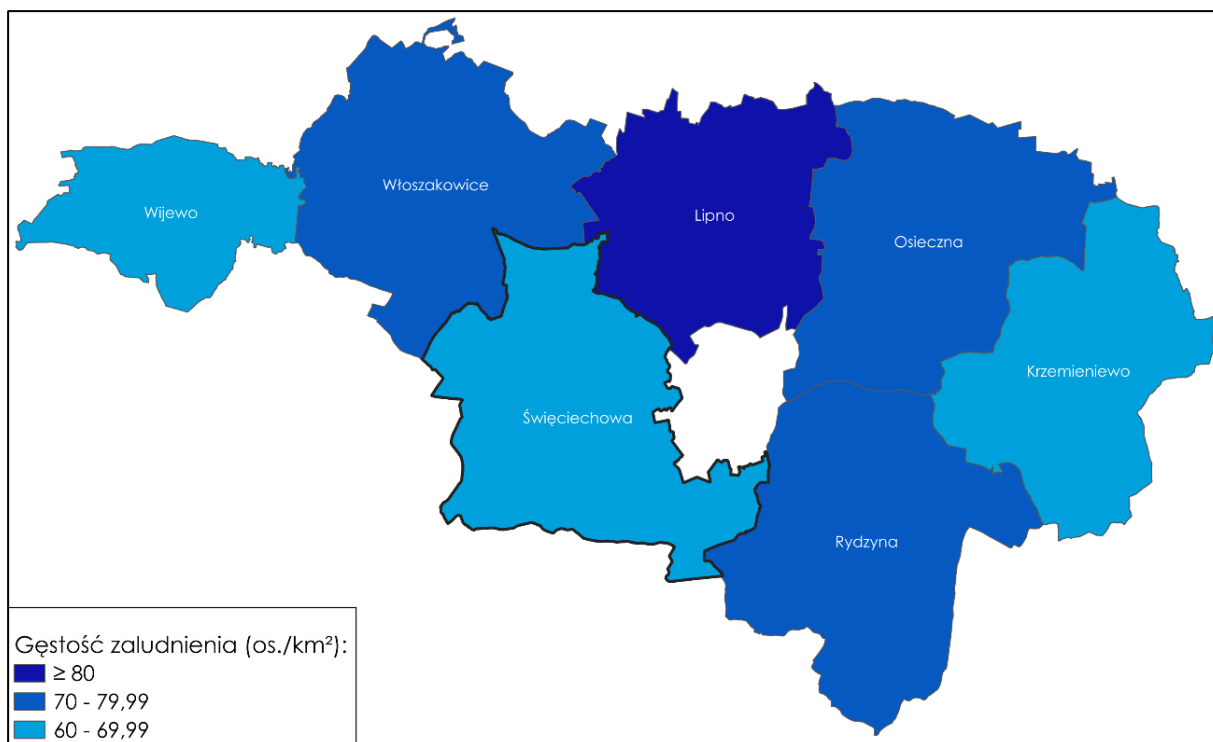 Włoszakowice
Wijewo
Lipno
Osieczna
Krzemieniewo
Święciechowa
Rydzyna
Gęstość zaludnienia (os./km²):
≥ 80
70 - 79,99
60 - 69,99